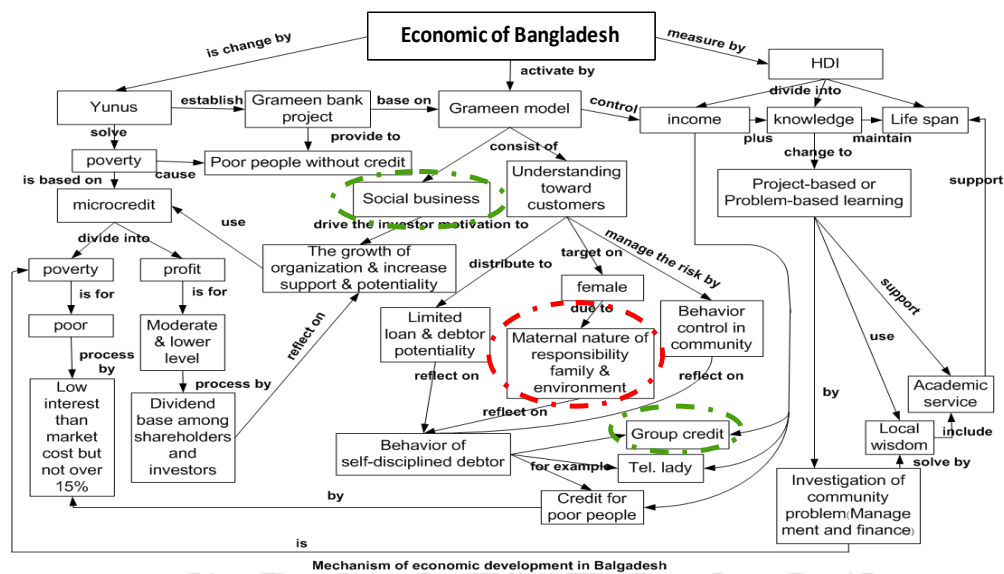 Economic of Bangladesh
is change by
measure by
activate by
HDI
Yunus
establish
Grameen bank
project
base on
Grameen model
control
divide into
income
plus
knowledge
maintain
Life span
solve
provide to
poverty
cause
Poor people without credit
consist of
change to
support
is based on
microcredit
use
Social business
Understanding
toward
customers
Project-based or
Problem-based learning
drive the investor motivation to
divide into
poverty
profit
The growth of
organization & increase
support & potentiality
distribute to
target on
manage the risk by
is for
is for
female
due to
support
poor
Moderate
& lower
level
reflect on
Limited
loan & debtor
potentiality
Maternal nature of
responsibility
family &
environment
Behavior
control in
community
use
process
by
process by
reflect on
reflect on
by
Low
interest
than
market
cost but
not over
15%
Dividend
base among
shareholders
and
investors
reflect on
Academic
service
Behavior of
self-disciplined debtor
Group credit
Local
wisdom
include
for example
Tel. lady
solve by
by
Credit for
poor people
Investigation of
community
problem(Manage
ment and finance)
is
Mechanism of economic development in Balgadesh